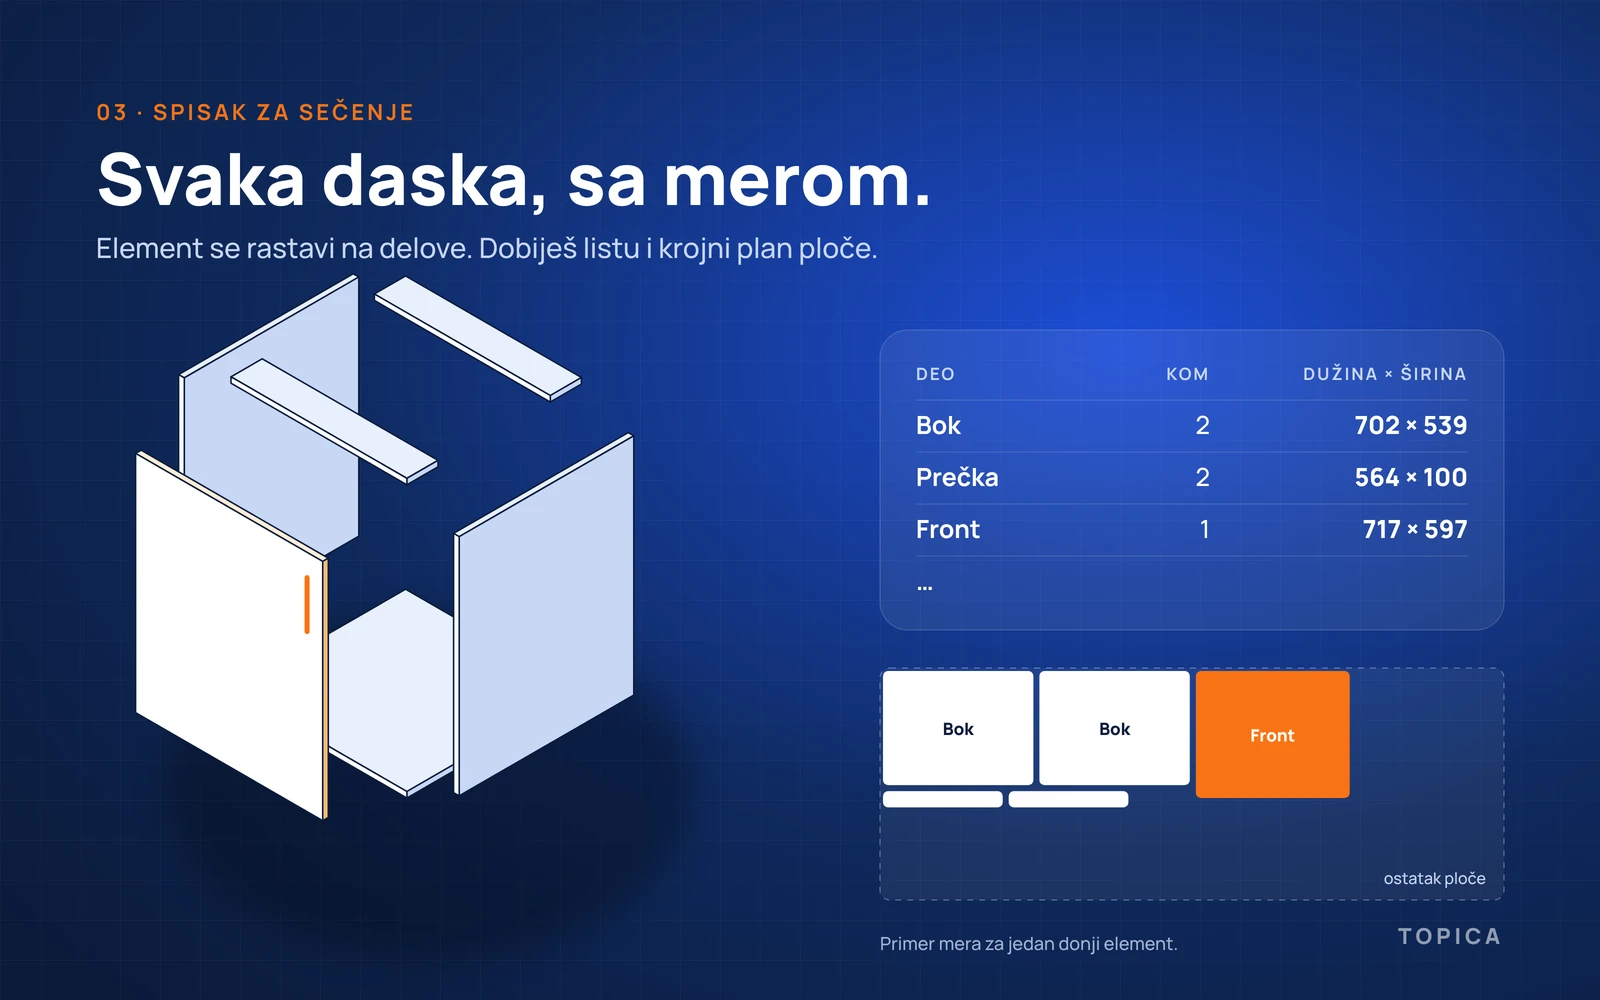 03 · SPISAK ZA SEČENJE
Svaka daska, sa merom.
Element se rastavi na delove. Dobiješ listu i krojni plan ploče.
DEO KOM DUŽINA × ŠIRINA
Bok 2 702 × 539
Prečka 2 564 × 100
Front 1 717 × 597
...
Bok Bok Front
ostatak ploče
Primer mera za jedan donji element.
TOPICA